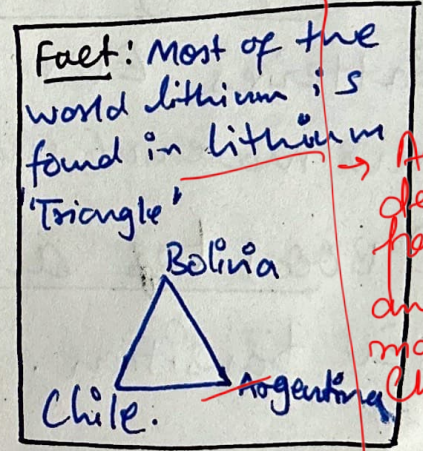 Fact: Most of the
world lithium is
found in lithium
'Triangle'
Bolivia
Chile.
Argentina